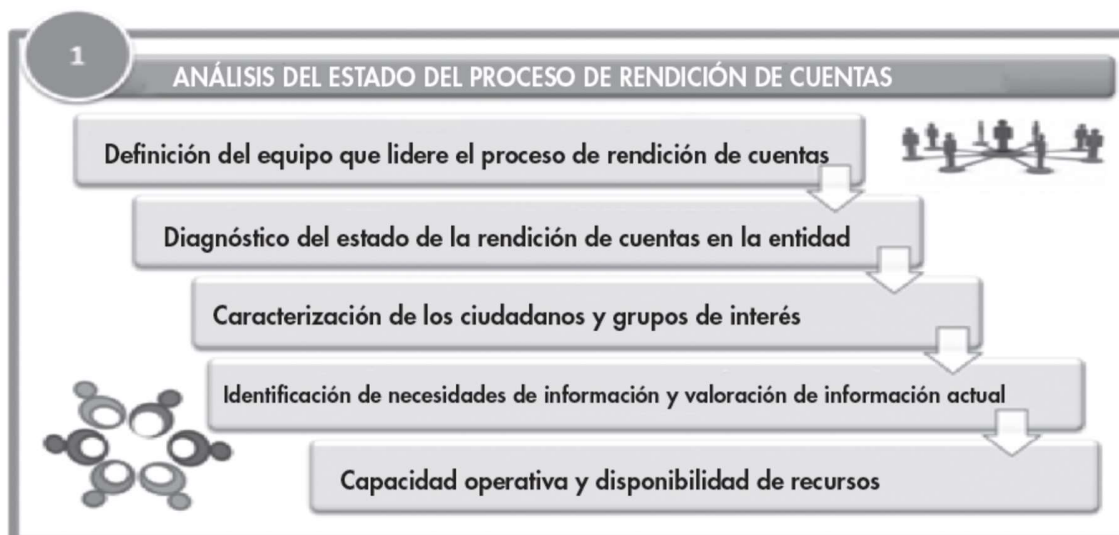 1
ANÁLISIS DEL ESTADO DEL PROCESO DE RENDICIÓN DE CUENTAS
Definición del equipo que lidere el proceso de rendición de cuentas
Diagnóstico del estado de la rendición de cuentas en la entidad
Caracterización de los ciudadanos y grupos de interés
Identificación de necesidades de información y valoración de información actual
Capacidad operativa y disponibilidad de recursos